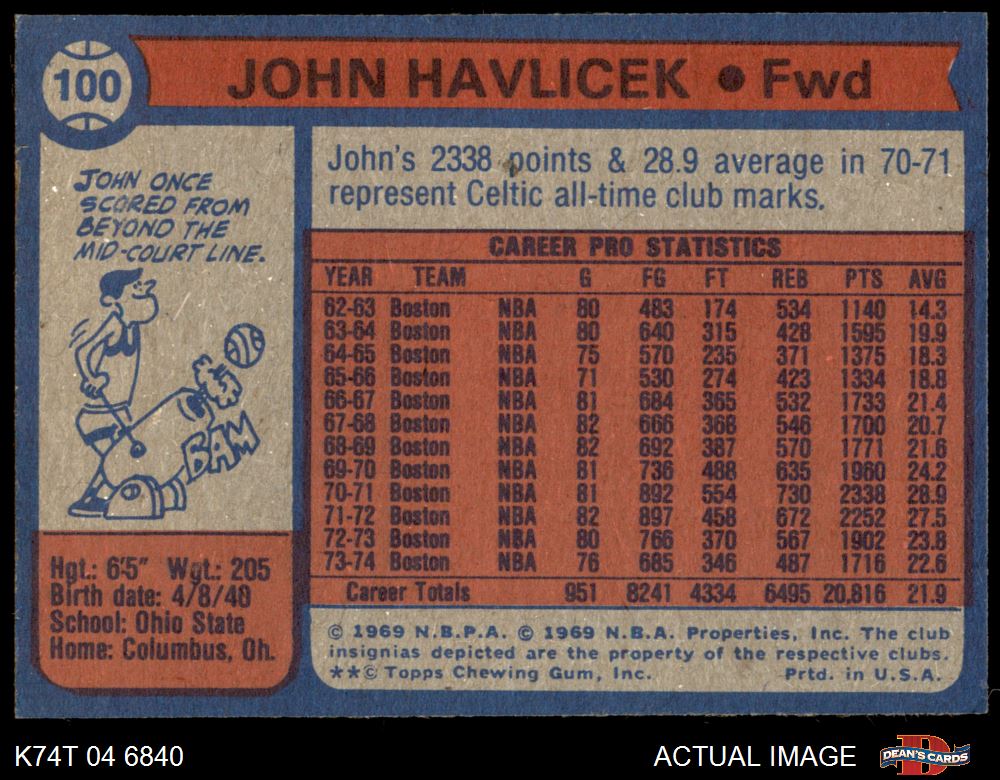 100
JOHN HAVLICEK • Fwd
JOHN ONCE
SCORED FROM
BEYOND THE
MID-COURT LINE.
BAM
Hgt.: 6'5" Wgt.: 205
Birth date: 4/8/40
School: Ohio State
Home: Columbus, Oh.
John's 2338 points & 28.9 average in 70-71
represent Celtic all-time club marks.
CAREER PRO STATISTICS
YEAR TEAM G FG FT REB PTS AVG
62-63 Boston NBA 80 483 174 534 1140 14.3
63-64 Boston NBA 80 640 315 428 1595 19.9
64-65 Boston NBA 75 570 235 371 1375 18.3
65-66 Boston NBA 71 530 274 423 1334 18.8
66-67 Boston NBA 81 684 365 532 1733 21.4
67-68 Boston NBA 82 666 368 546 1700 20.7
68-69 Boston NBA 82 692 387 570 1771 21.6
69-70 Boston NBA 81 736 488 635 1960 24.2
70-71 Boston NBA 81 892 554 730 2338 28.9
71-72 Boston NBA 82 897 458 672 2252 27.5
72-73 Boston NBA 80 766 370 567 1902 23.8
73-74 Boston NBA 76 685 346 487 1716 22.6
Career Totals 951 8241 4334 6495 20.816 21.9
© 1969 N.B.P.A. © 1969 N.B.A. Properties, Inc. The club
insignias depicted are the property of the respective clubs.
**© Topps Chewing Gum, Inc. Prtd. in U.S.A.
K74T 04 6840
ACTUAL IMAGE
D
DEAN'S CARDS